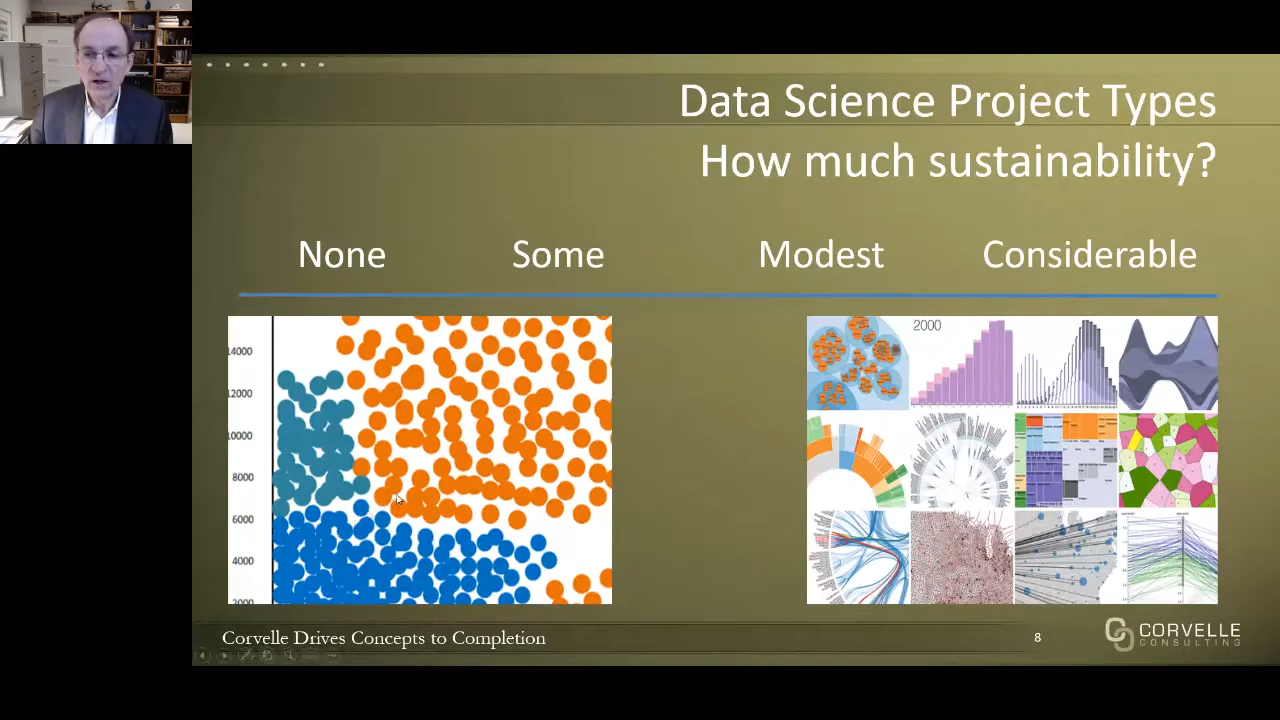 Data Science Project Types
How much sustainability?
None Some Modest Considerable
14000
12000
10000
8000
6000
4000
2000
2000
Corvelle Drives Concepts to Completion
8
CORVELLE
CONSULTING